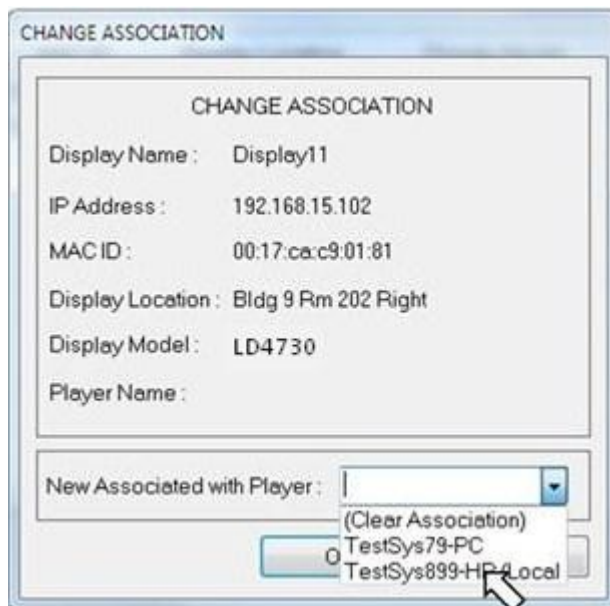 CHANGE ASSOCIATION
CHANGE ASSOCIATION
Display Name : Display11
IP Address : 192.168.15.102
MAC ID : 00:17:ca:c9:01:81
Display Location : Bldg 9 Rm 202 Right
Display Model : LD4730
Player Name :
New Associated with Player :
(Clear Association)
TestSys79-PC
TestSys899-HP (Local